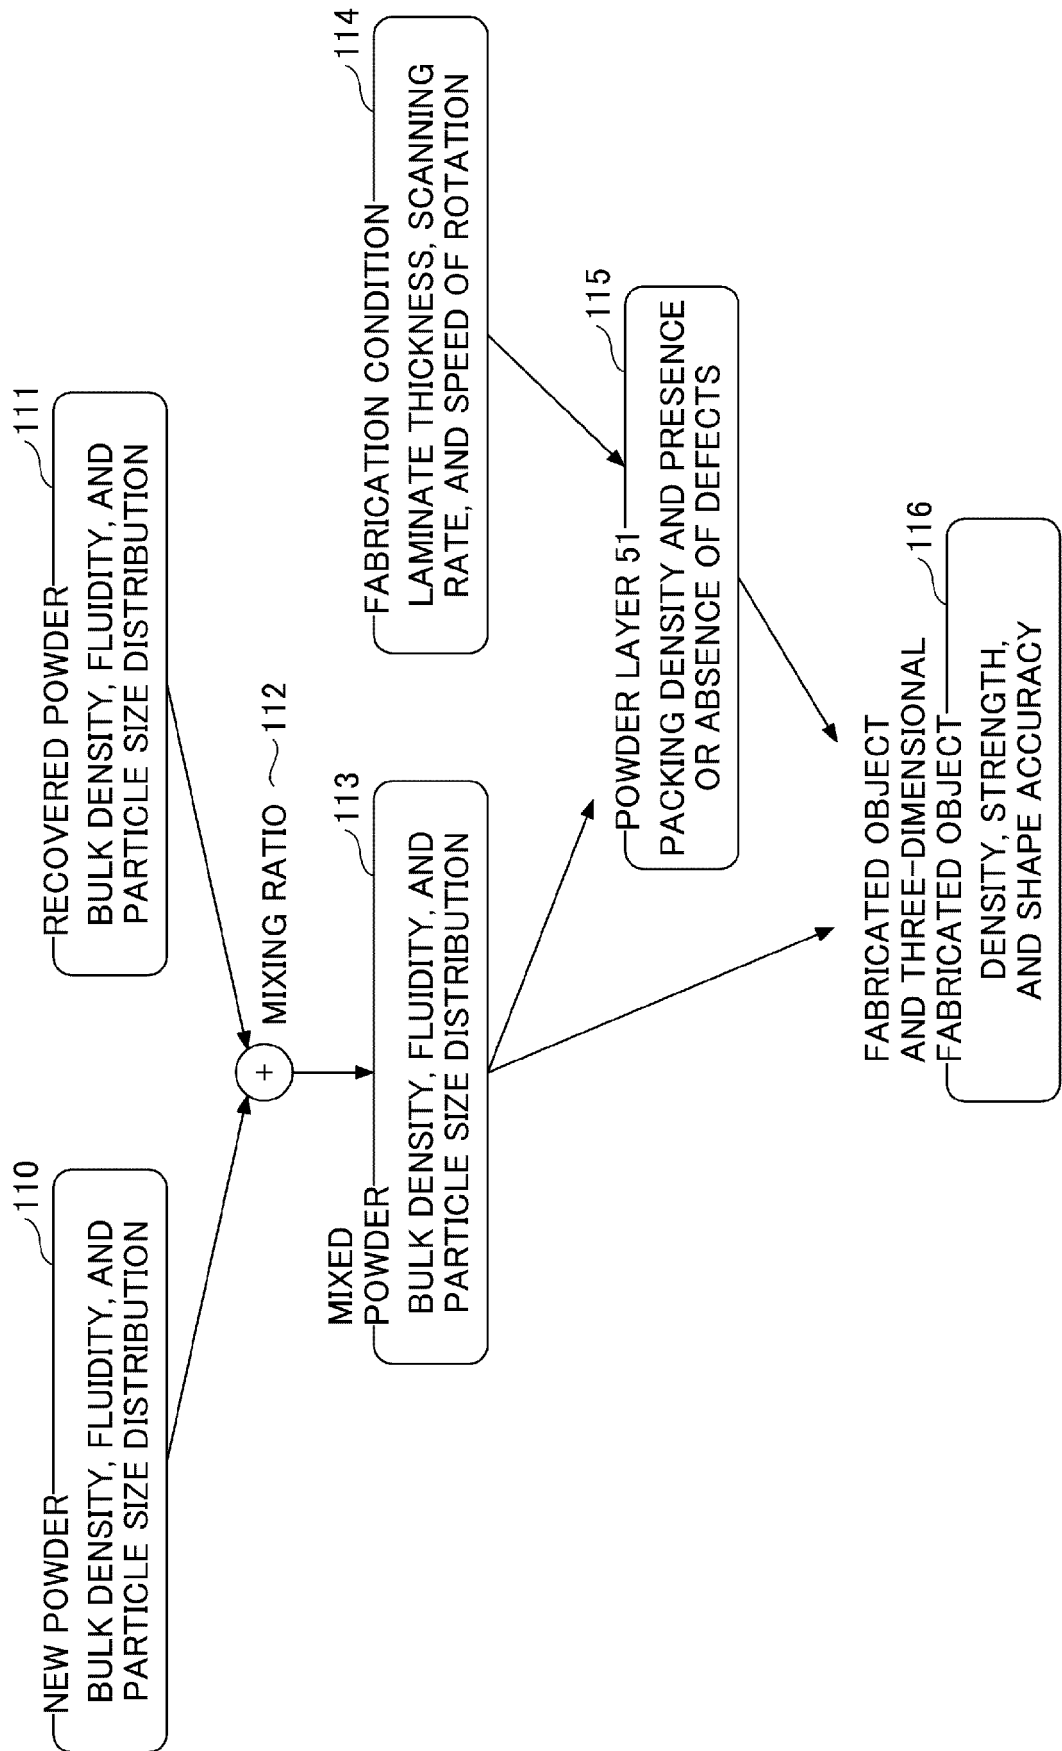 NEW POWDER
110
BULK DENSITY, FLUIDITY, AND
PARTICLE SIZE DISTRIBUTION
RECOVERED POWDER
111
BULK DENSITY, FLUIDITY, AND
PARTICLE SIZE DISTRIBUTION
+
MIXING RATIO 112
MIXED
POWDER
113
BULK DENSITY, FLUIDITY, AND
PARTICLE SIZE DISTRIBUTION
FABRICATION CONDITION
114
LAMINATE THICKNESS, SCANNING
RATE, AND SPEED OF ROTATION
POWDER LAYER 51
115
PACKING DENSITY AND PRESENCE
OR ABSENCE OF DEFECTS
FABRICATED OBJECT
AND THREE-DIMENSIONAL
FABRICATED OBJECT
116
DENSITY, STRENGTH,
AND SHAPE ACCURACY